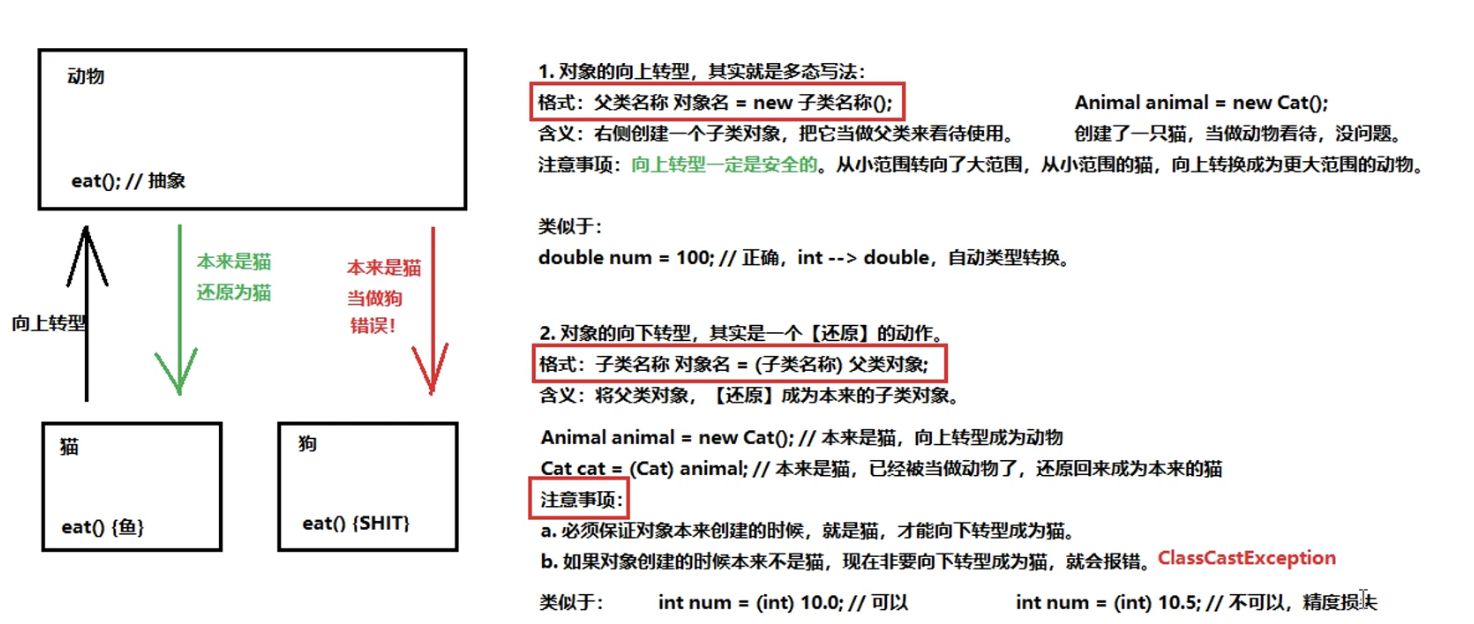 动物
eat(); // 抽象
向上转型
本来是猫
还原为猫
本来是猫
当做狗
错误!
猫
eat() {鱼}
狗
eat() {SHIT}
1. 对象的向上转型，其实就是多态写法：
格式：父类名称 对象名 = new 子类名称(); Animal animal = new Cat();
含义：右侧创建一个子类对象，把它当做父类来看待使用。 创建了一只猫，当做动物看待，没问题。
注意事项：向上转型一定是安全的。从小范围转向了大范围，从小范围的猫，向上转换成为更大范围的动物。
类似于：
double num = 100; // 正确，int --> double，自动类型转换。
2. 对象的向下转型，其实是一个【还原】的动作。
格式：子类名称 对象名 = (子类名称) 父类对象;
含义：将父类对象，【还原】成为本来的子类对象。
Animal animal = new Cat(); // 本来是猫，向上转型成为动物
Cat cat = (Cat) animal; // 本来是猫，已经被当做动物了，还原回来成为本来的猫
注意事项：
a. 必须保证对象本来创建的时候，就是猫，才能向下转型成为猫。
b. 如果对象创建的时候本来不是猫，现在非要向下转型成为猫，就会报错。ClassCastException
类似于： int num = (int) 10.0; // 可以 int num = (int) 10.5; // 不可以，精度损失